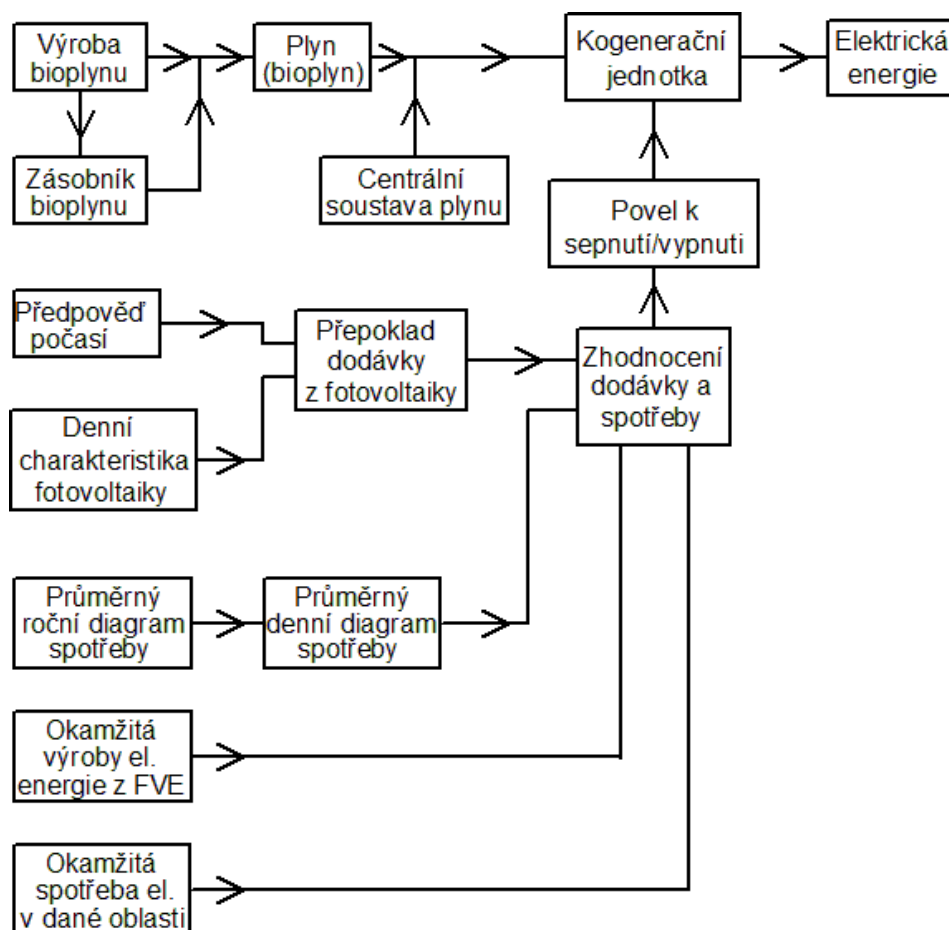 Výroba
bioplynu
Plyn
(bioplyn)
Kogenerační
jednotka
Elektrická
energie
Zásobník
bioplynu
Centrální
soustava plynu
Povel k
sepnutí/vypnuti
Předpověď
počasí
Přepoklad
dodávky
z fotovoltaiky
Zhodnocení
dodávky a
spotřeby
Denní
charakteristika
fotovoltaiky
Průměrný
roční diagram
spotřeby
Průměrný
denní diagram
spotřeby
Okamžitá
výroby el.
energie z FVE
Okamžitá
spotřeba el.
v dané oblasti